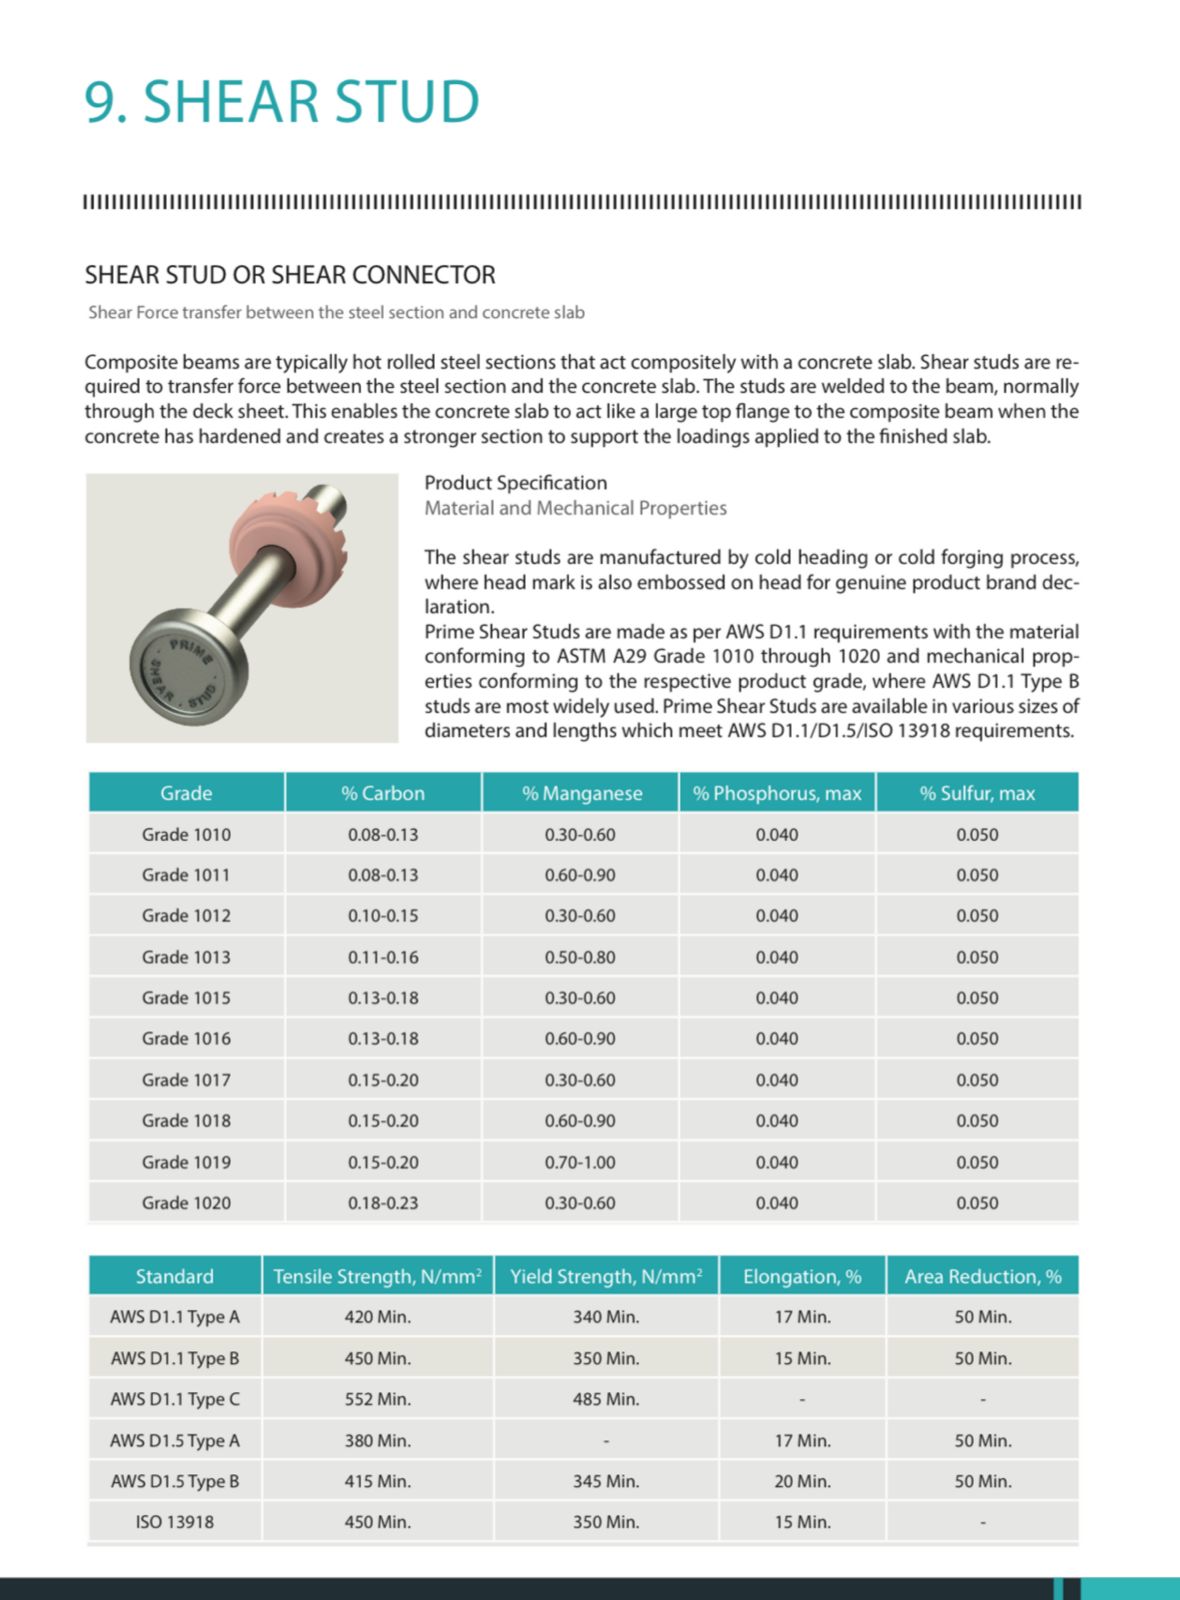 9. SHEAR STUD
SHEAR STUD OR SHEAR CONNECTOR
Shear Force transfer between the steel section and concrete slab
Composite beams are typically hot rolled steel sections that act compositely with a concrete slab. Shear studs are re-
quired to transfer force between the steel section and the concrete slab. The studs are welded to the beam, normally
through the deck sheet. This enables the concrete slab to act like a large top flange to the composite beam when the
concrete has hardened and creates a stronger section to support the loadings applied to the finished slab.
PRIME
SHEAR . STUD .
Product Specification
Material and Mechanical Properties
The shear studs are manufactured by cold heading or cold forging process,
where head mark is also embossed on head for genuine product brand dec-
laration.
Prime Shear Studs are made as per AWS D1.1 requirements with the material
conforming to ASTM A29 Grade 1010 through 1020 and mechanical prop-
erties conforming to the respective product grade, where AWS D1.1 Type B
studs are most widely used. Prime Shear Studs are available in various sizes of
diameters and lengths which meet AWS D1.1/D1.5/ISO 13918 requirements.
Grade % Carbon % Manganese % Phosphorus, max % Sulfur, max
Grade 1010 0.08-0.13 0.30-0.60 0.040 0.050
Grade 1011 0.08-0.13 0.60-0.90 0.040 0.050
Grade 1012 0.10-0.15 0.30-0.60 0.040 0.050
Grade 1013 0.11-0.16 0.50-0.80 0.040 0.050
Grade 1015 0.13-0.18 0.30-0.60 0.040 0.050
Grade 1016 0.13-0.18 0.60-0.90 0.040 0.050
Grade 1017 0.15-0.20 0.30-0.60 0.040 0.050
Grade 1018 0.15-0.20 0.60-0.90 0.040 0.050
Grade 1019 0.15-0.20 0.70-1.00 0.040 0.050
Grade 1020 0.18-0.23 0.30-0.60 0.040 0.050
Standard Tensile Strength, N/mm² Yield Strength, N/mm² Elongation, % Area Reduction, %
AWS D1.1 Type A 420 Min. 340 Min. 17 Min. 50 Min.
AWS D1.1 Type B 450 Min. 350 Min. 15 Min. 50 Min.
AWS D1.1 Type C 552 Min. 485 Min. - -
AWS D1.5 Type A 380 Min. - 17 Min. 50 Min.
AWS D1.5 Type B 415 Min. 345 Min. 20 Min. 50 Min.
ISO 13918 450 Min. 350 Min. 15 Min. -